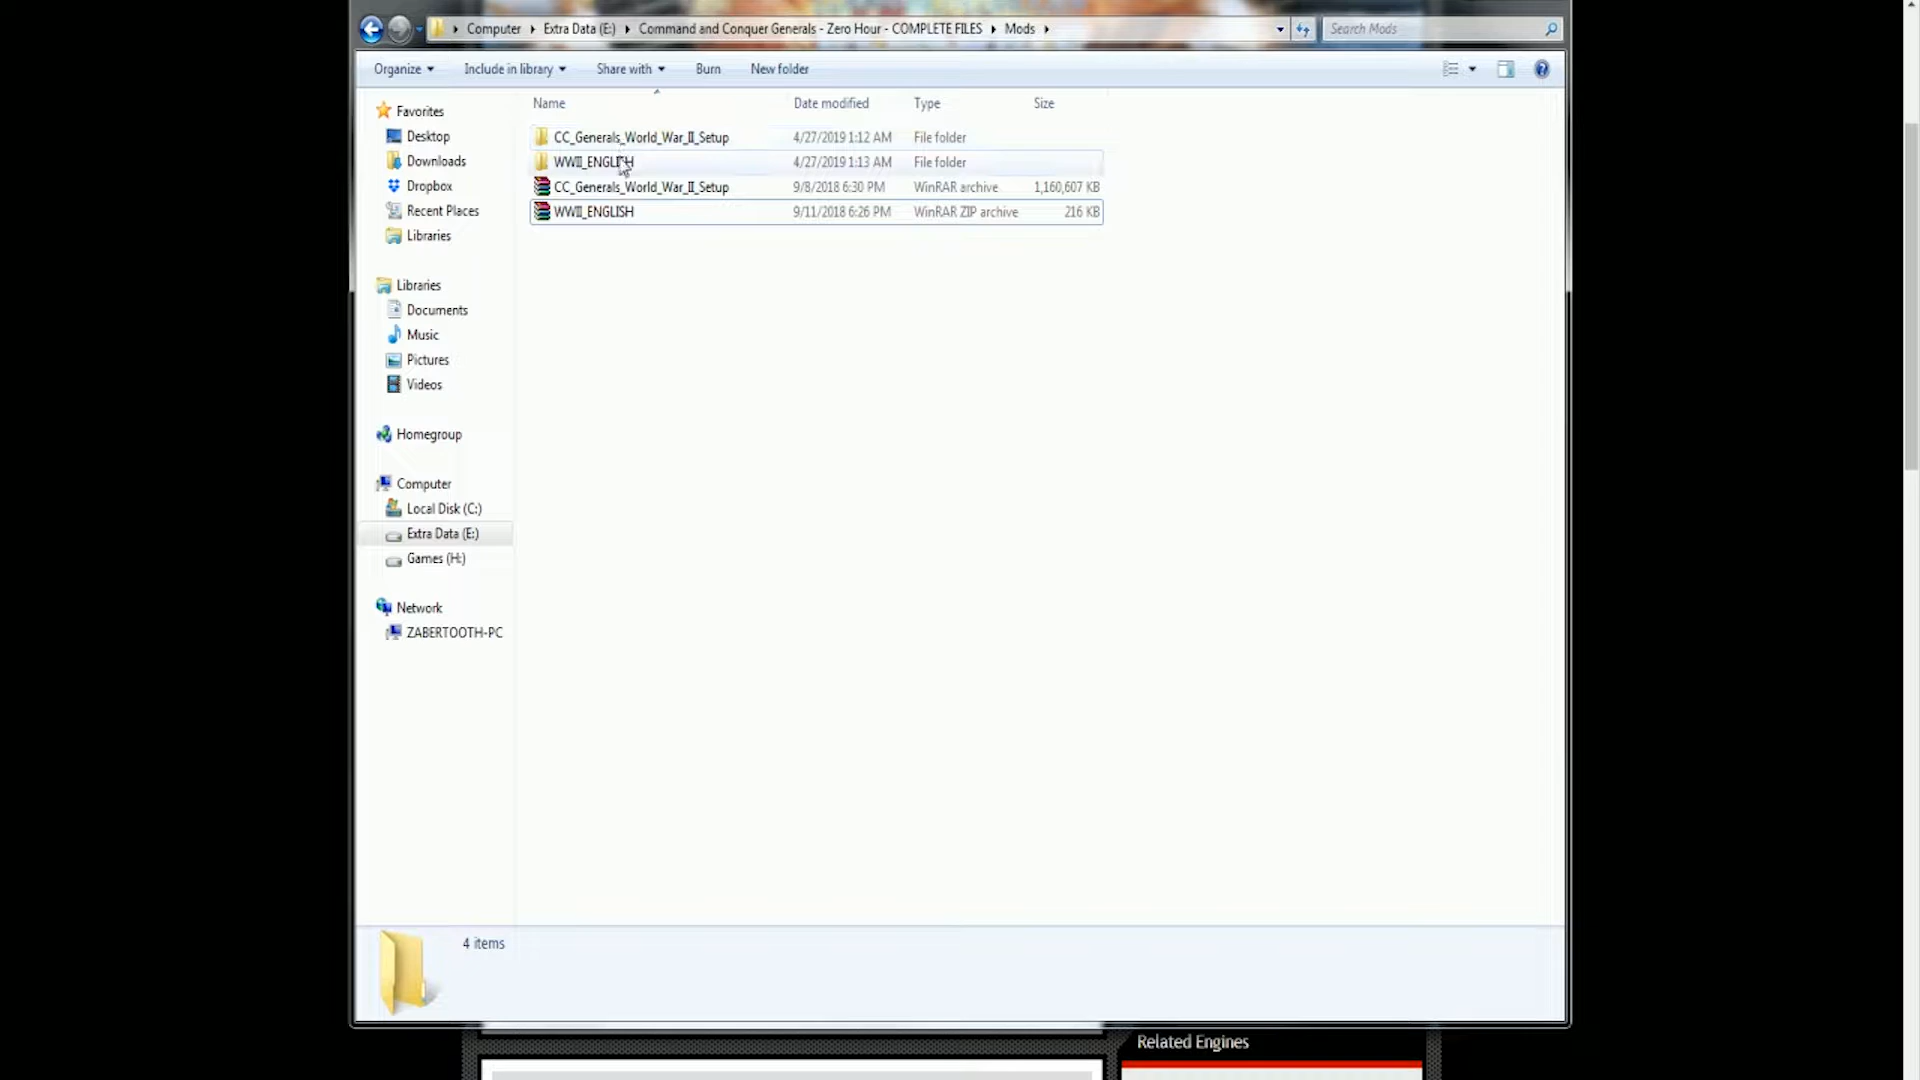 Computer Extra Data (E:) Command and Conquer Generals - Zero Hour - COMPLETE FILES Mods Search Mods
Organize Include in library Share with Burn New folder
Name Date modified Type Size
CC_Generals_World_War_II_Setup 4/27/2019 1:12 AM File folder
WWII_ENGLISH 4/27/2019 1:13 AM File folder
CC_Generals_World_War_II_Setup 9/8/2018 6:30 PM WinRAR archive 1,160,607 KB
WWII_ENGLISH 9/11/2018 6:26 PM WinRAR ZIP archive 216 KB
Favorites
Desktop
Downloads
Dropbox
Recent Places
Libraries
Libraries
Documents
Music
Pictures
Videos
Homegroup
Computer
Local Disk (C:)
Extra Data (E:)
Games (H:)
Network
ZABERTOOTH-PC
4 items
Related Engines